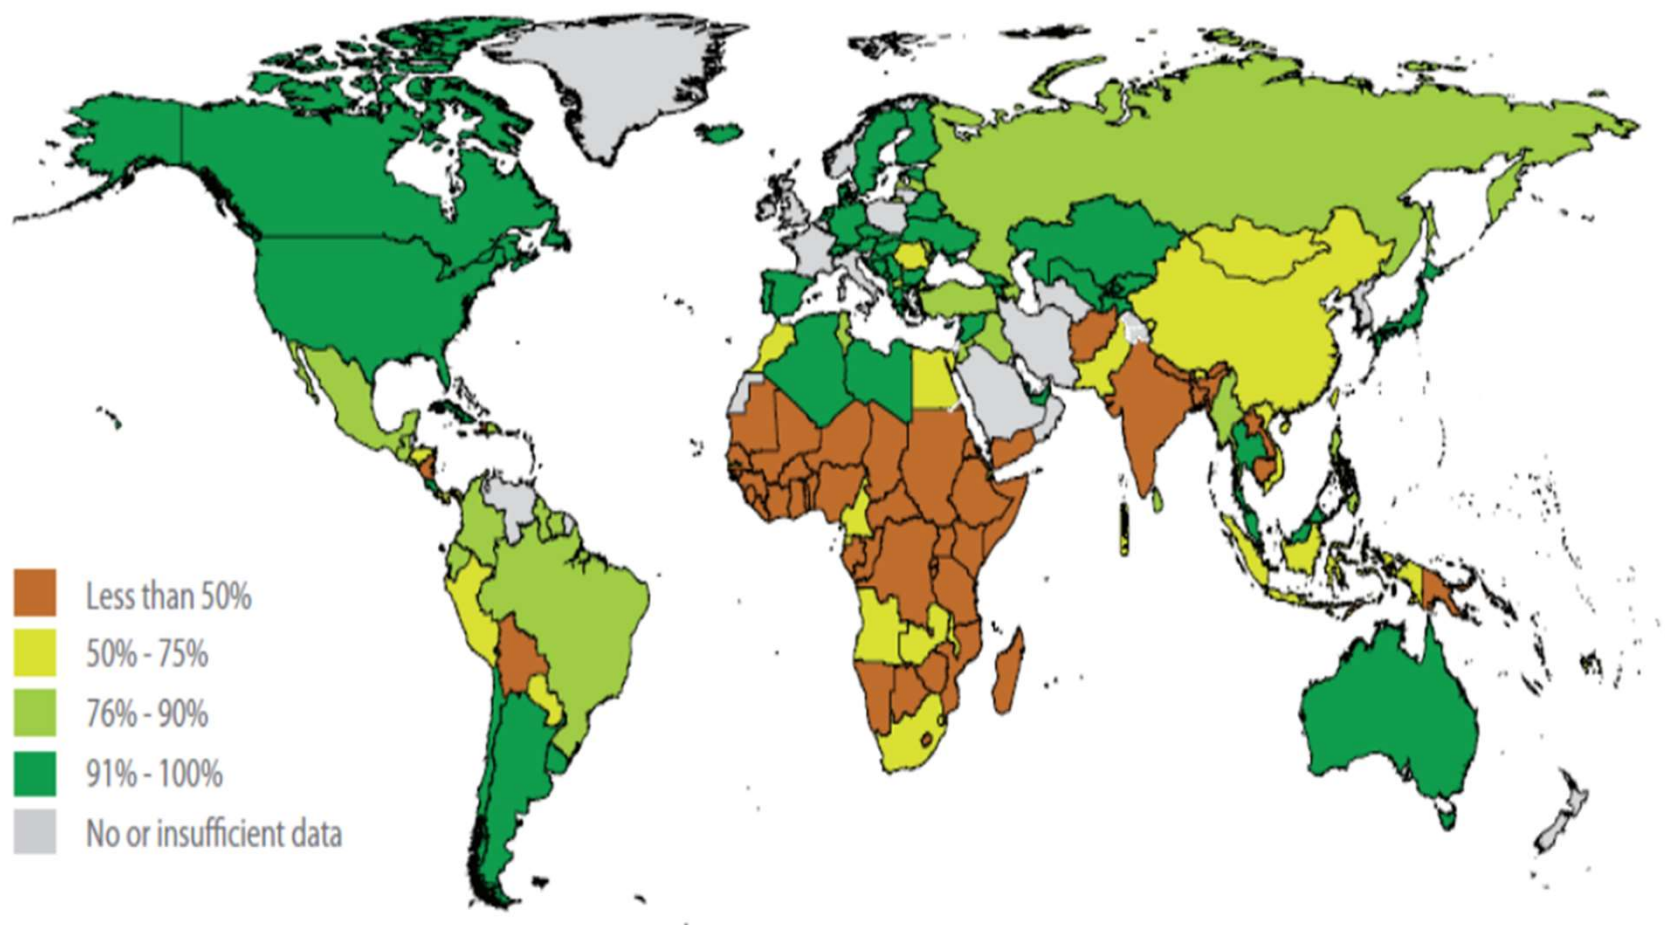 Less than 50%
50% - 75%
76% - 90%
91% - 100%
No or insufficient data